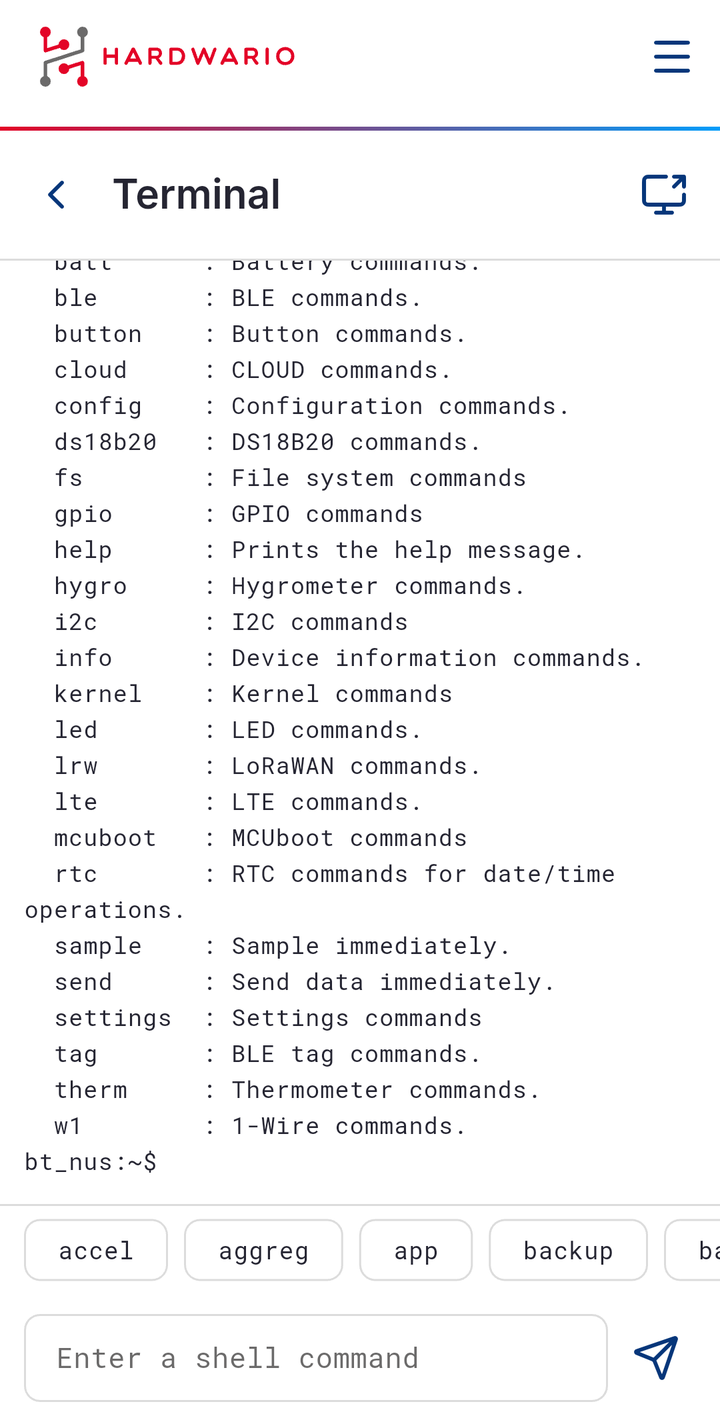 HARDWARIO
Terminal
batt : Battery commands.
ble : BLE commands.
button : Button commands.
cloud : CLOUD commands.
config : Configuration commands.
ds18b20 : DS18B20 commands.
fs : File system commands
gpio : GPIO commands
help : Prints the help message.
hygro : Hygrometer commands.
i2c : I2C commands
info : Device information commands.
kernel : Kernel commands
led : LED commands.
lrw : LoRaWAN commands.
lte : LTE commands.
mcuboot : MCUboot commands
rtc : RTC commands for date/time
operations.
sample : Sample immediately.
send : Send data immediately.
settings : Settings commands
tag : BLE tag commands.
therm : Thermometer commands.
w1 : 1-Wire commands.
bt_nus:~$
accel aggreg app backup
Enter a shell command